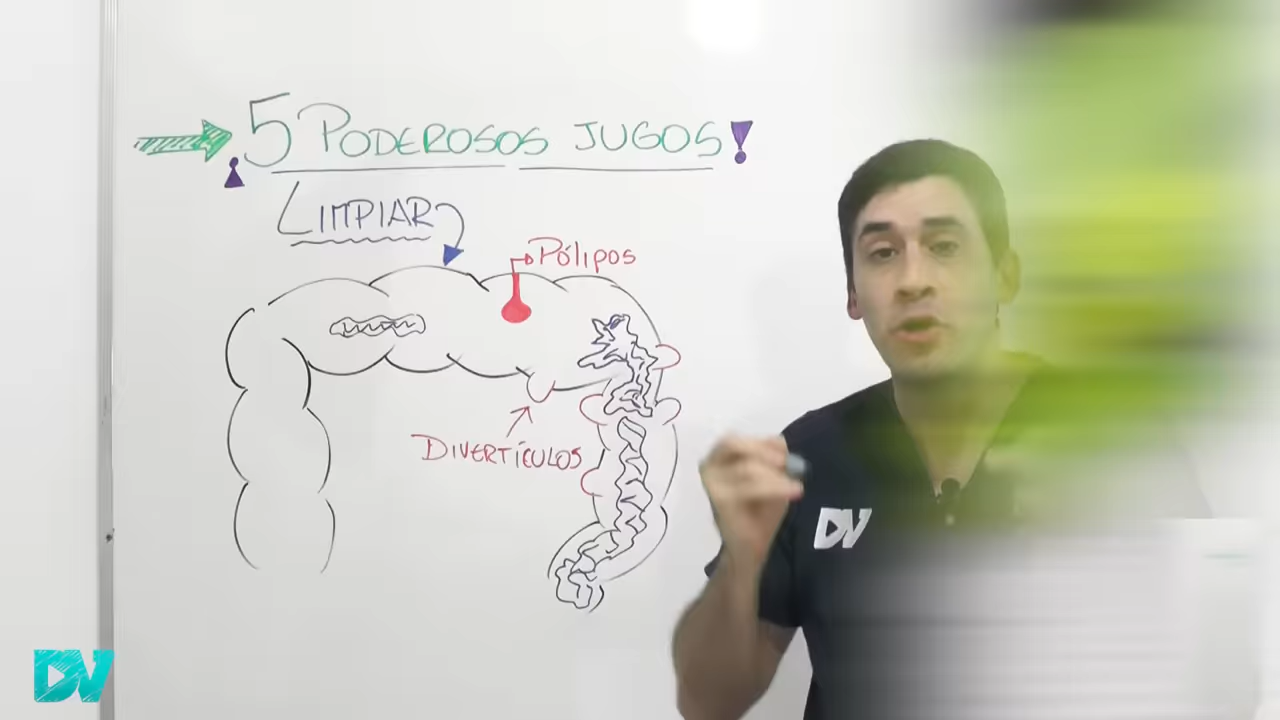 5 PODEROSOS JUGOS!
LIMPIAR
PÓLIPOS
DIVERTÍCULOS
DV
DV